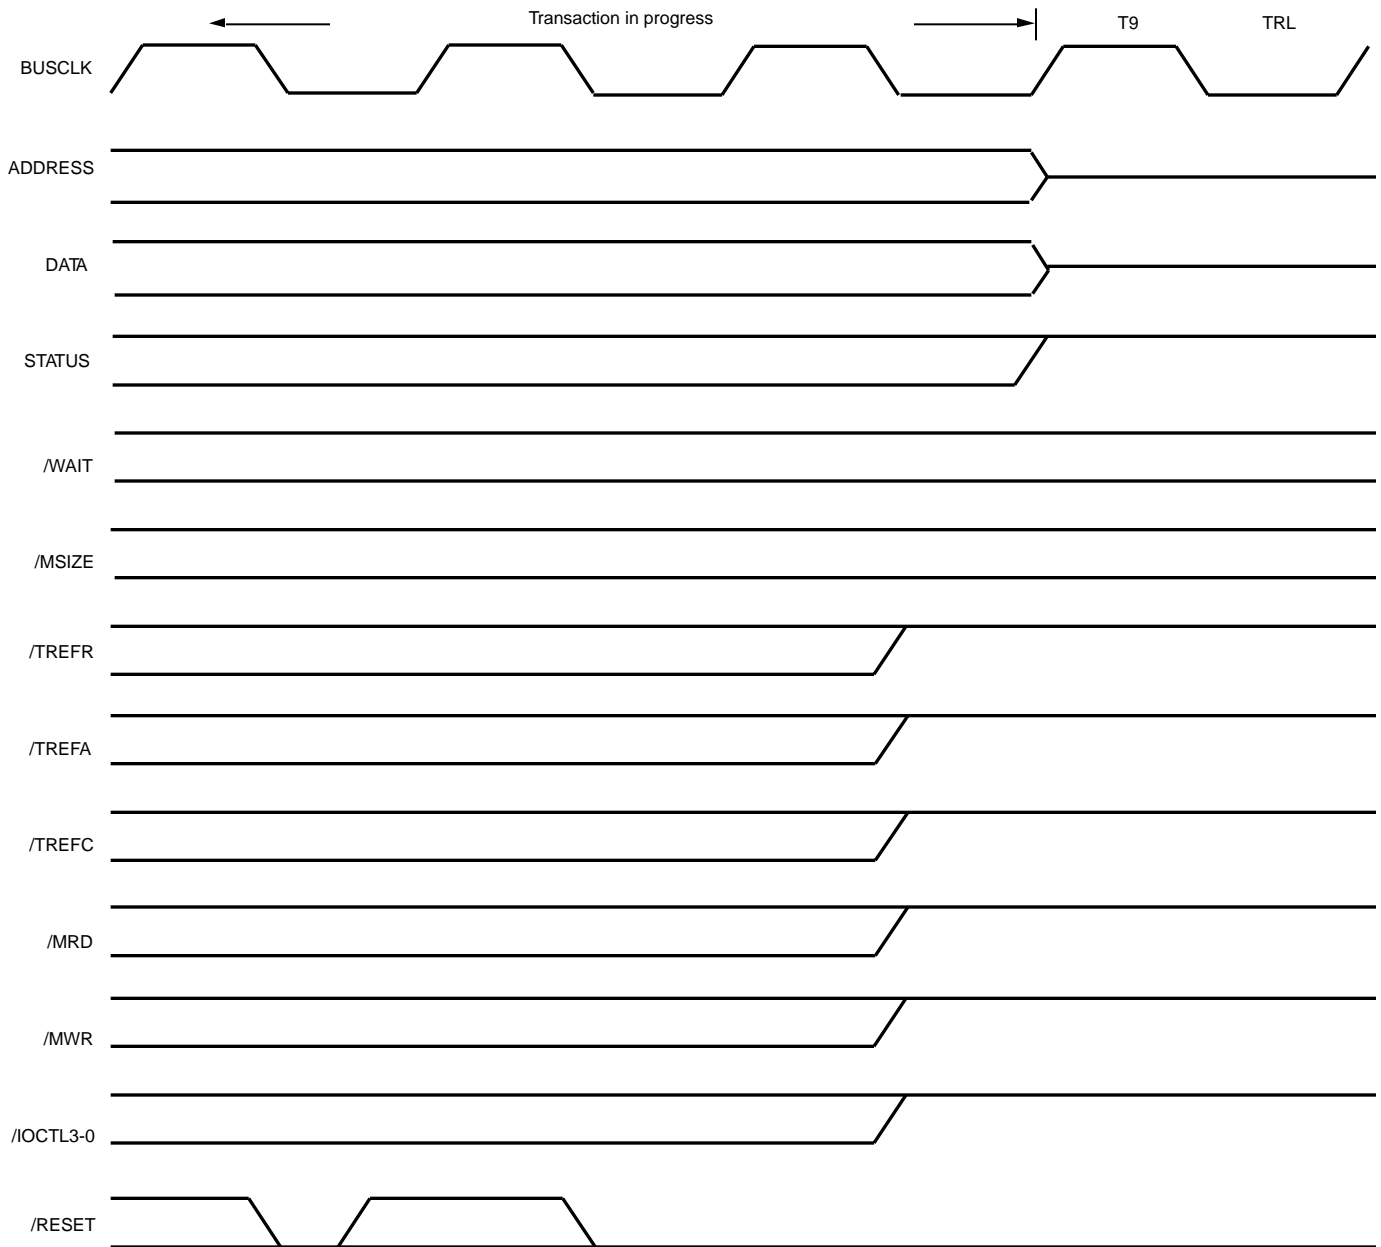 Transaction in progress
T9
TRL
BUSCLK
ADDRESS
DATA
STATUS
/WAIT
/MSIZE
/TREFR
/TREFA
/TREFC
/MRD
/MWR
/IOCTL3-0
/RESET